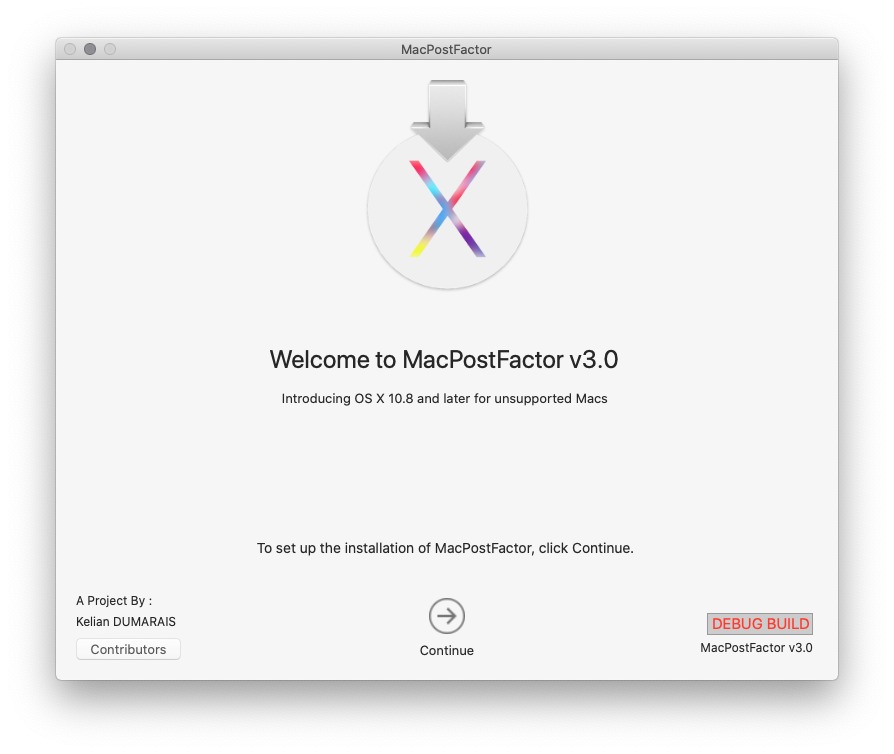 MacPostFactor
X
Welcome to MacPostFactor v3.0
Introducing OS X 10.8 and later for unsupported Macs
To set up the installation of MacPostFactor, click Continue.
A Project By :
Kelian DUMARAIS
Contributors
Continue
DEBUG BUILD
MacPostFactor v3.0